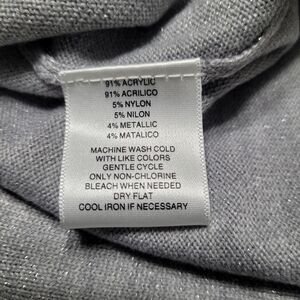 91% ACRYLIC
91% ACRILICO
5% NYLON
5% NILON
4% METALLIC
4% MATALICO
MACHINE WASH COLD
WITH LIKE COLORS
GENTLE CYCLE
ONLY NON-CHLORINE
BLEACH WHEN NEEDED
DRY FLAT
COOL IRON IF NECESSARY